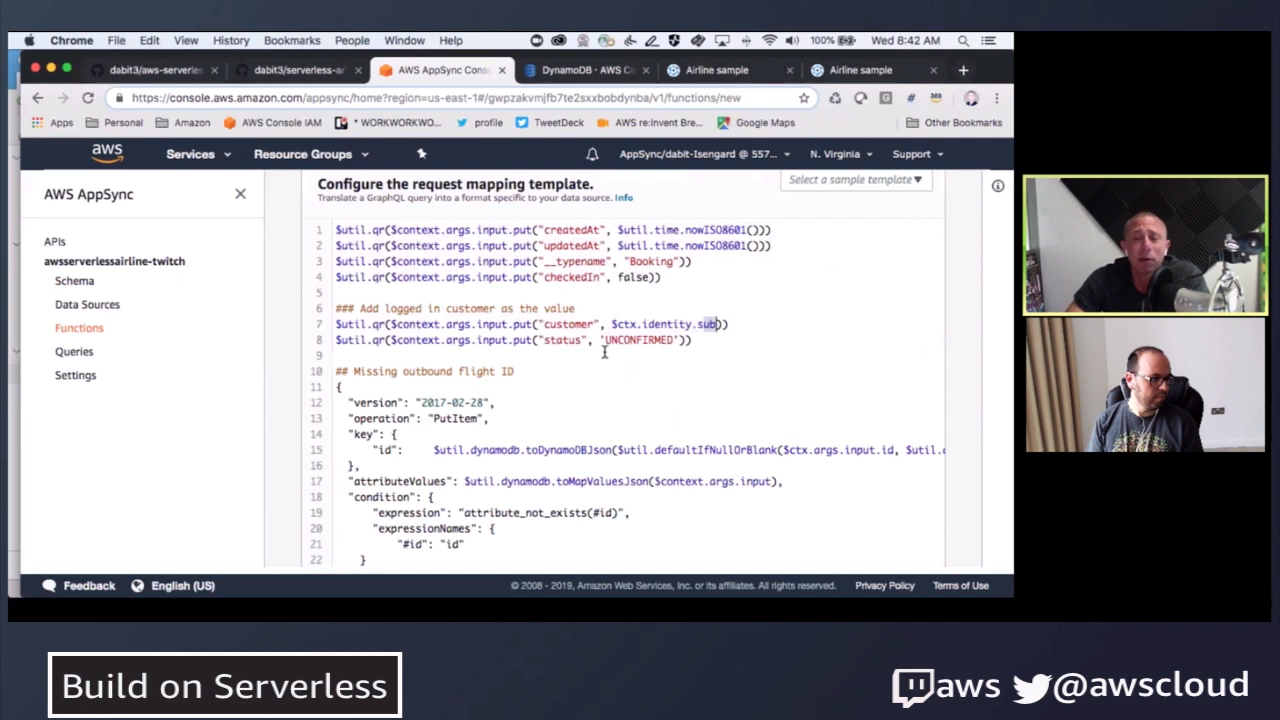 Chrome File Edit View History Bookmarks People Window Help 100% Wed 8:42 AM
dabit3/aws-serverles dabit3/serverless-ar AWS AppSync Conso DynamoDB · AWS Co Airline sample Airline sample
https://console.aws.amazon.com/appsync/home?region=us-east-1#/gwpzakvmjfb7te2sxxbobdynba/v1/functions/new
Apps Personal Amazon AWS Console IAM * WORKWORKWO... profile TweetDeck AWS re:Invent Bre... Google Maps Other Bookmarks
aws Services Resource Groups AppSync/dabit-Isengard @ 557... N. Virginia Support
AWS AppSync
APIs
awsserverlessairline-twitch
Schema
Data Sources
Functions
Queries
Settings
Configure the request mapping template.
Translate a GraphQL query into a format specific to your data source. Info
Select a sample template
1 $util.qr($context.args.input.put("createdAt", $util.time.nowISO8601()))
2 $util.qr($context.args.input.put("updatedAt", $util.time.nowISO8601()))
3 $util.qr($context.args.input.put("__typename", "Booking"))
4 $util.qr($context.args.input.put("checkedIn", false))
5
6 ### Add logged in customer as the value
7 $util.qr($context.args.input.put("customer", $ctx.identity.sub))
8 $util.qr($context.args.input.put("status", 'UNCONFIRMED'))
9
10 ## Missing outbound flight ID
11 {
12 "version": "2017-02-28",
13 "operation": "PutItem",
14 "key": {
15 "id": $util.dynamodb.toDynamoDBJson($util.defaultIfNullOrBlank($ctx.args.input.id, $util.
16 },
17 "attributeValues": $util.dynamodb.toMapValuesJson($context.args.input),
18 "condition": {
19 "expression": "attribute_not_exists(#id)",
20 "expressionNames": {
21 "#id": "id"
22 }
Feedback English (US) © 2008 - 2019, Amazon Web Services, Inc. or its affiliates. All rights reserved. Privacy Policy Terms of Use
Build on Serverless
aws @awscloud